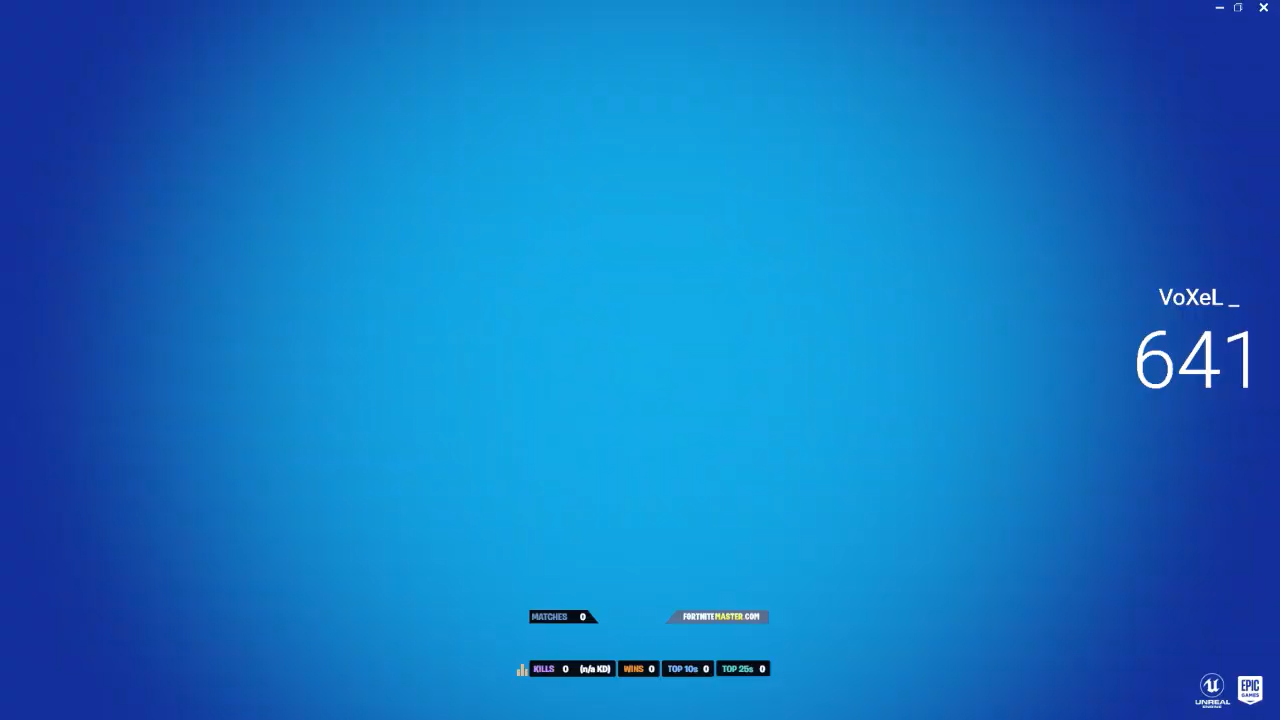 VoXeL _
641
MATCHES 0
FORTNITEMASTER.COM
KILLS 0 (n/a KD) WINS 0 TOP 10s 0 TOP 25s 0
UNREAL
ENGINE
EPIC
GAMES